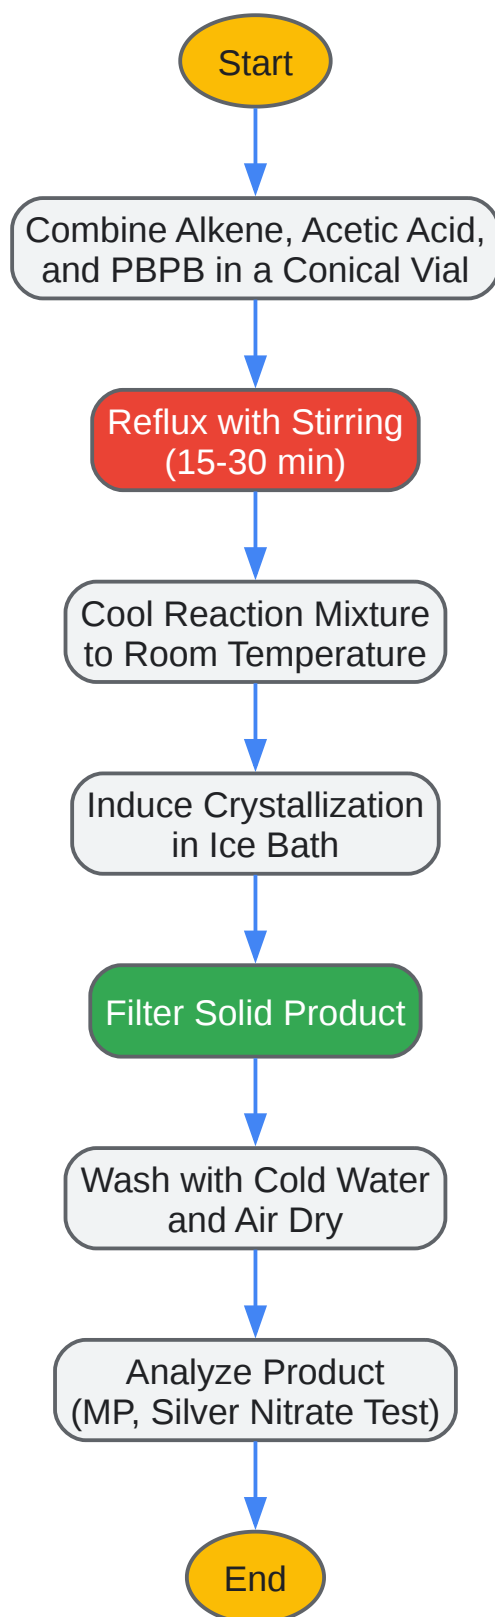 Start
Combine Alkene, Acetic Acid,
and PBPB in a Conical Vial
Reflux with Stirring
(15-30 min)
Cool Reaction Mixture
to Room Temperature
Induce Crystallization
in Ice Bath
Filter Solid Product
Wash with Cold Water
and Air Dry
Analyze Product
(MP, Silver Nitrate Test)
End